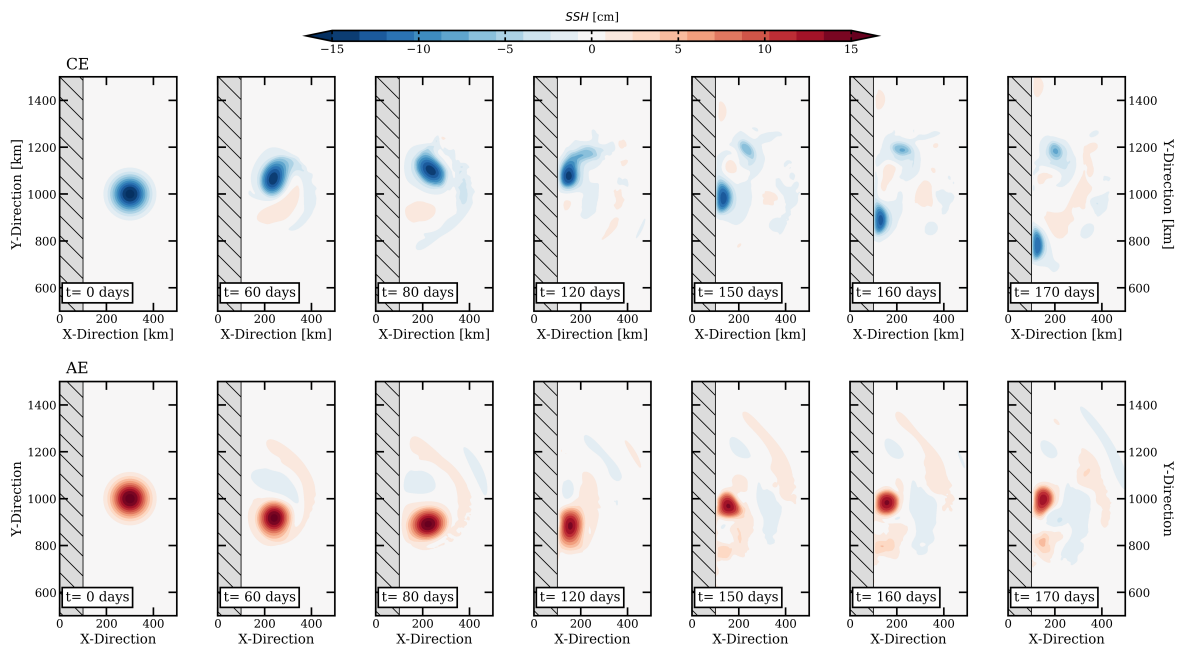 SSH [cm]
−15 −10 −5 0 5 10 15
CE
1400
1200
1000
800
600
Y-Direction [km]
t= 0 days t= 60 days t= 80 days t= 120 days t= 150 days t= 160 days t= 170 days
1400
1200
1000
800
600
Y-Direction [km]
0 200 400 0 200 400 0 200 400 0 200 400 0 200 400 0 200 400 0 200 400
X-Direction [km] X-Direction [km] X-Direction [km] X-Direction [km] X-Direction [km] X-Direction [km] X-Direction [km]
AE
1400
1200
1000
800
600
Y-Direction
t= 0 days t= 60 days t= 80 days t= 120 days t= 150 days t= 160 days t= 170 days
1400
1200
1000
800
600
Y-Direction
0 200 400 0 200 400 0 200 400 0 200 400 0 200 400 0 200 400 0 200 400
X-Direction X-Direction X-Direction X-Direction X-Direction X-Direction X-Direction